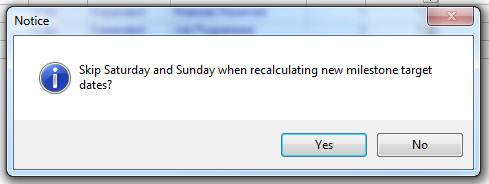 Notice
Skip Saturday and Sunday when recalculating new milestone target
dates?
Yes
No